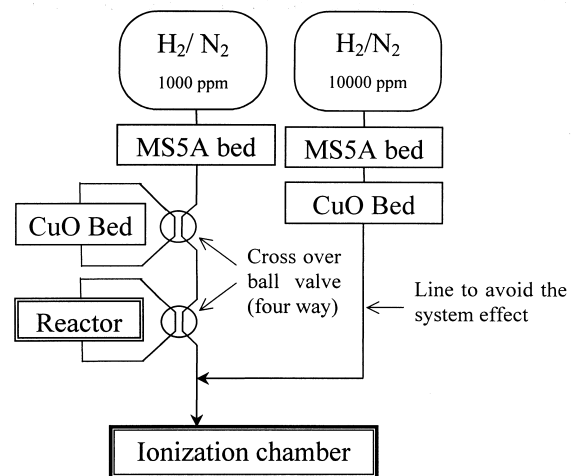 H2/ N2
1000 ppm
H2/N2
10000 ppm
MS5A bed
MS5A bed
CuO Bed
CuO Bed
Cross over
ball valve
(four way)
Line to avoid the
system effect
Reactor
Ionization chamber